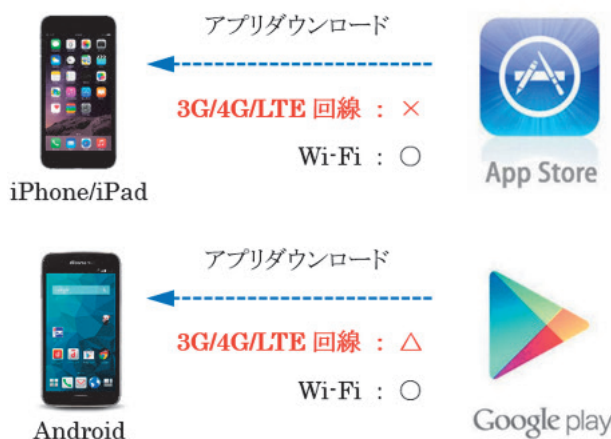 アプリダウンロード
3G/4G/LTE 回線 : ×
Wi-Fi : ○
iPhone/iPad
App Store
アプリダウンロード
3G/4G/LTE 回線 : △
Wi-Fi : ○
Android
Google play